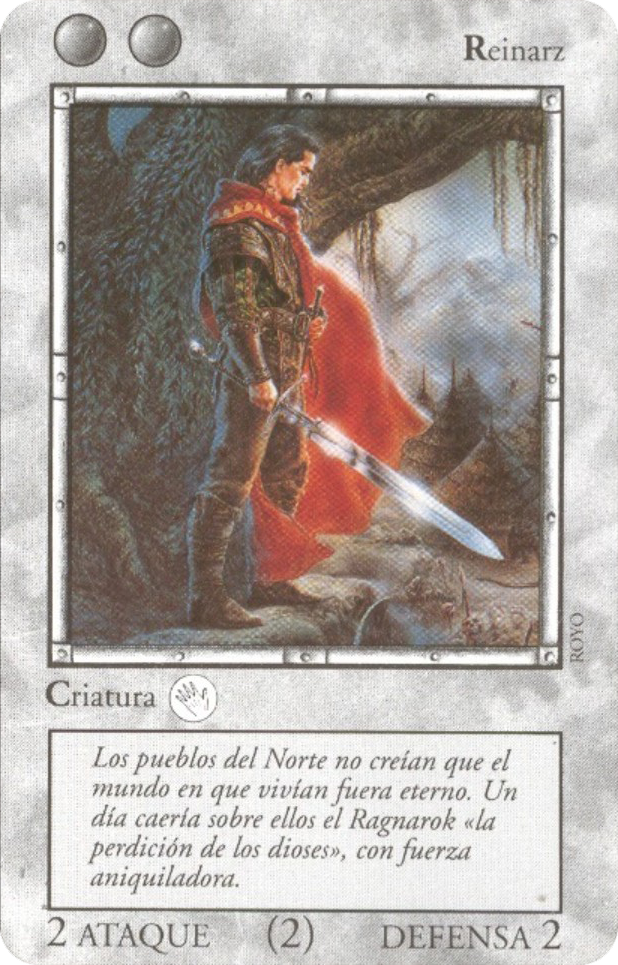 Reinarz
ROYO
Criatura
Los pueblos del Norte no creían que el
mundo en que vivían fuera eterno. Un
día caería sobre ellos el Ragnarok «la
perdición de los dioses», con fuerza
aniquiladora.
2 ATAQUE (2) DEFENSA 2